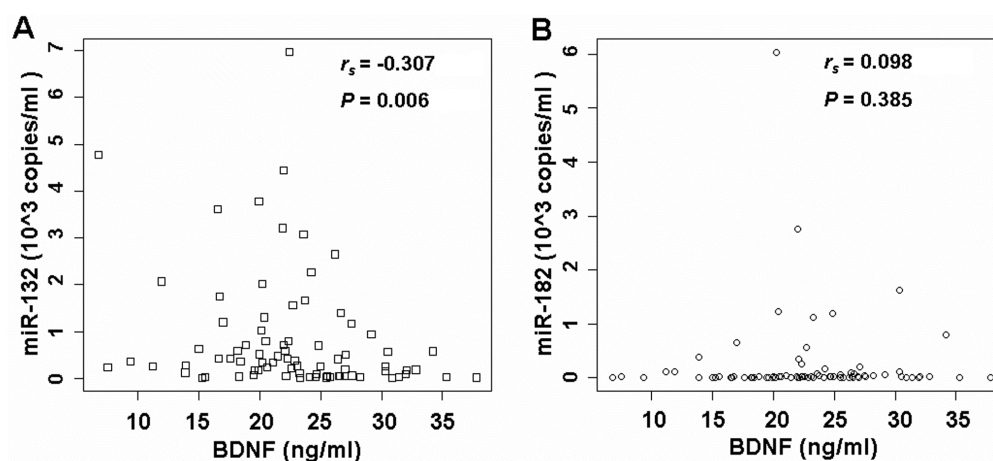 A
rs = -0.307
P = 0.006
miR-132 (10^3 copies/ml )
7
6
5
4
3
2
1
0
10 15 20 25 30 35
BDNF (ng/ml)
B
rs = 0.098
P = 0.385
miR-182 (10^3 copies/ml )
6
5
4
3
2
1
0
10 15 20 25 30 35
BDNF (ng/ml)